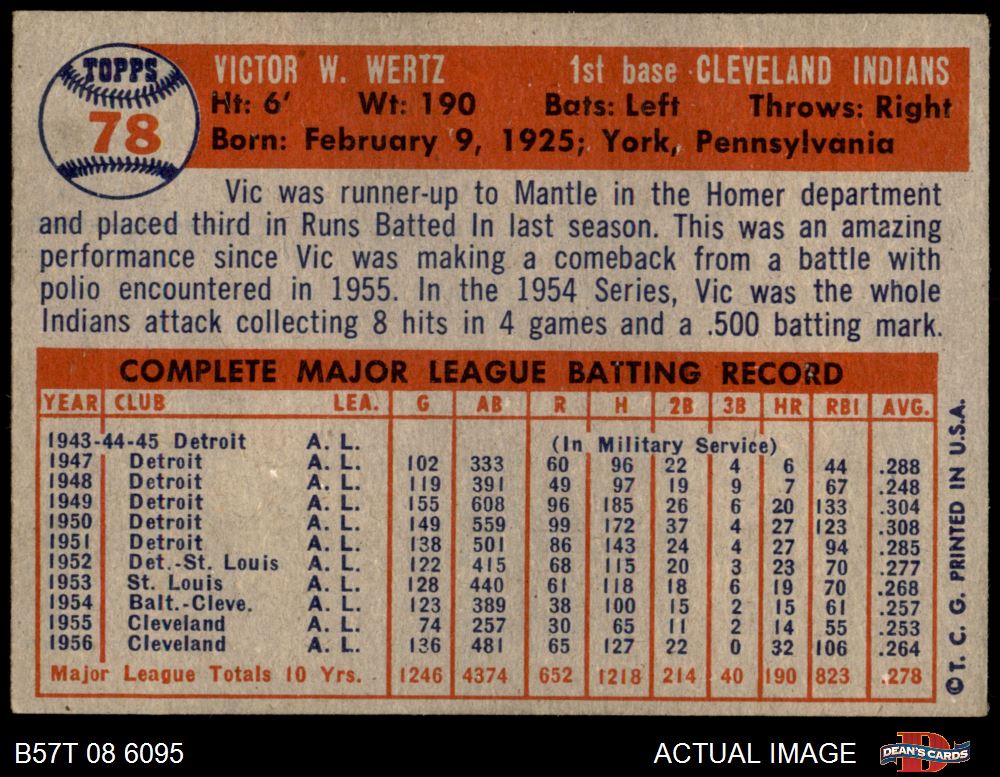 TOPPS
78
VICTOR W. WERTZ 1st base CLEVELAND INDIANS
Ht: 6' Wt: 190 Bats: Left Throws: Right
Born: February 9, 1925; York, Pennsylvania
Vic was runner-up to Mantle in the Homer department
and placed third in Runs Batted In last season. This was an amazing
performance since Vic was making a comeback from a battle with
polio encountered in 1955. In the 1954 Series, Vic was the whole
Indians attack collecting 8 hits in 4 games and a .500 batting mark.
COMPLETE MAJOR LEAGUE BATTING RECORD
YEAR CLUB LEA. G AB R H 2B 3B HR RBI AVG.
1943-44-45 Detroit A. L. (In Military Service)
1947 Detroit A. L. 102 333 60 96 22 4 6 44 .288
1948 Detroit A. L. 119 391 49 97 19 9 7 67 .248
1949 Detroit A. L. 155 608 96 185 26 6 20 133 .304
1950 Detroit A. L. 149 559 99 172 37 4 27 123 .308
1951 Detroit A. L. 138 501 86 143 24 4 27 94 .285
1952 Det.-St. Louis A. L. 122 415 68 115 20 3 23 70 .277
1953 St. Louis A. L. 128 440 61 118 18 6 19 70 .268
1954 Balt.-Cleve. A. L. 123 389 38 100 15 2 15 61 .257
1955 Cleveland A. L. 74 257 30 65 11 2 14 55 .253
1956 Cleveland A. L. 136 481 65 127 22 0 32 106 .264
Major League Totals 10 Yrs. 1246 4374 652 1218 214 40 190 823 .278
©T. C. G. PRINTED IN U.S.A.
B57T 08 6095 ACTUAL IMAGE
DEAN'S CARDS